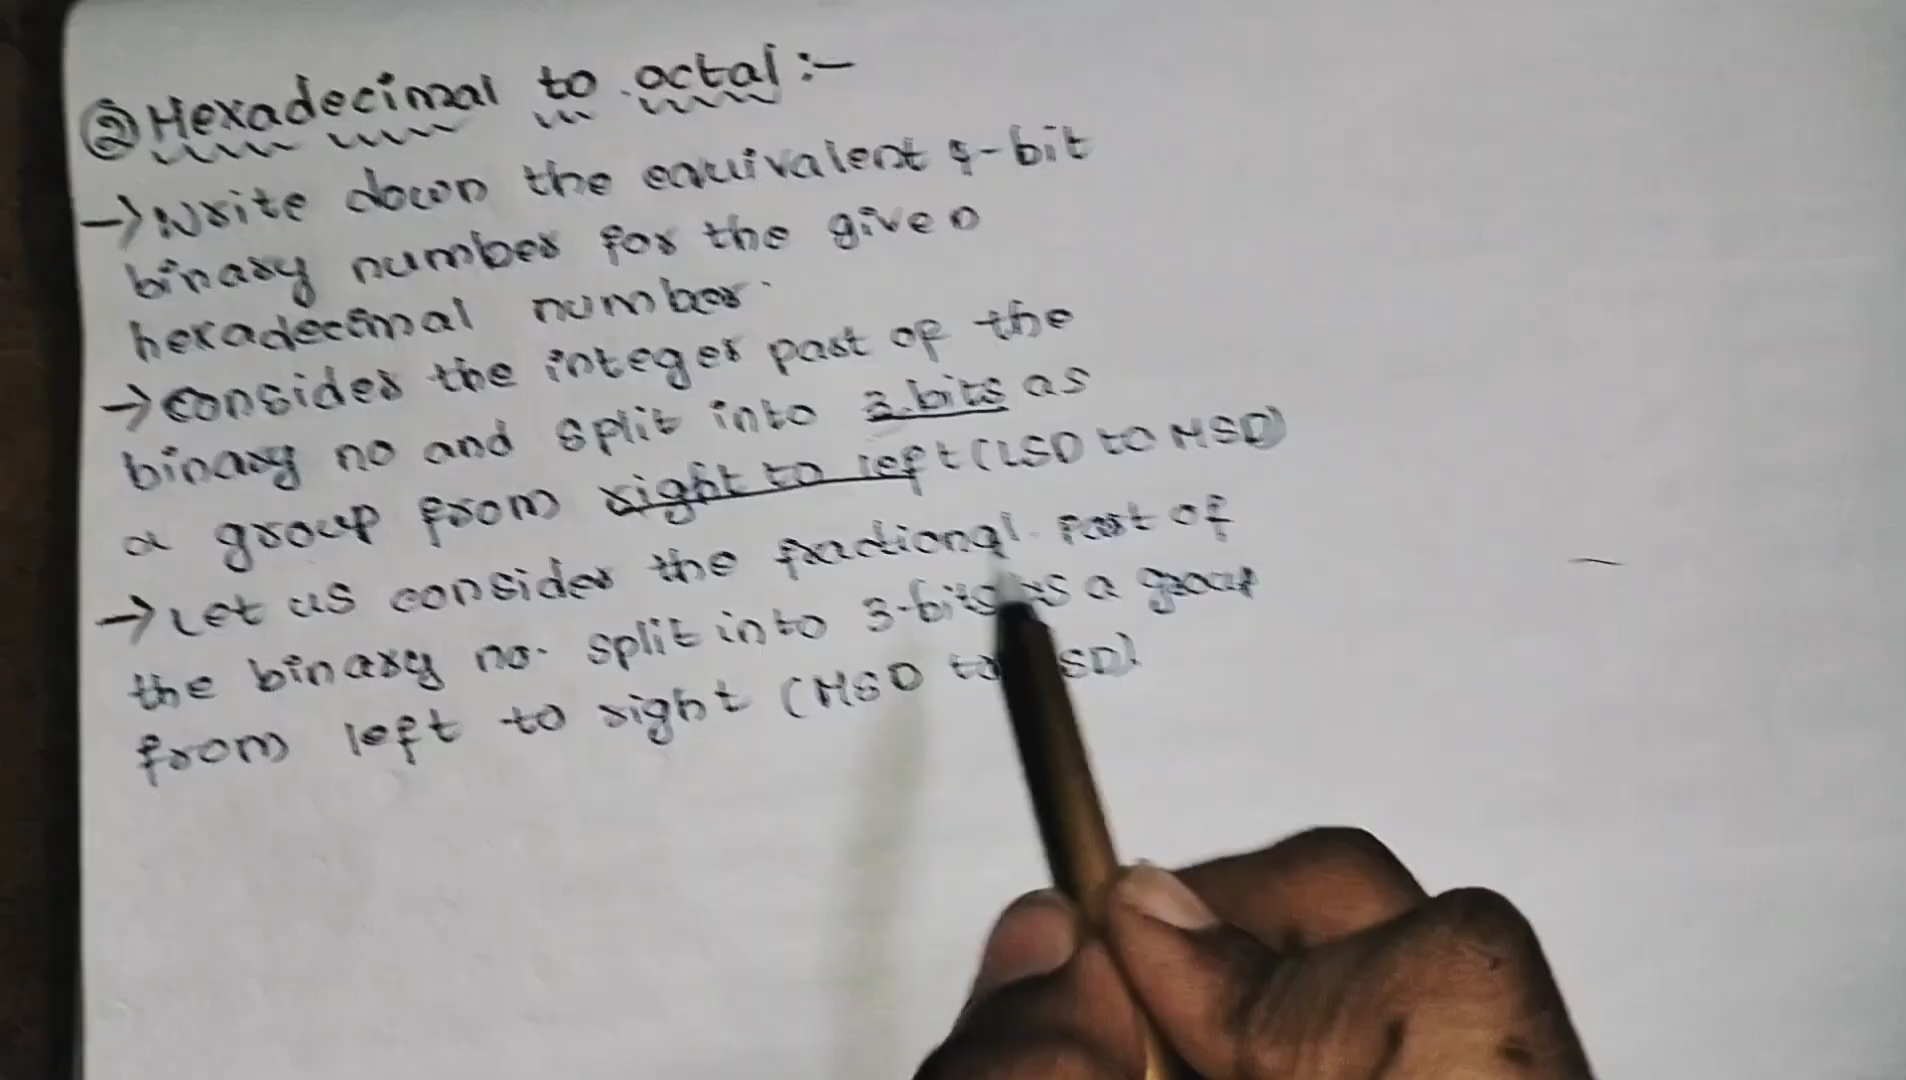 ② Hexadecimal to octal :-
→ Write down the equivalent 4-bit
binary number for the given
hexadecimal number.
→ consider the integer part of the
binary no and split into 3-bits as
a group from right to left (LSD to MSD)
→ Let us consider the fractional part of
the binary no. split into 3-bits as a group
from left to right (MSD to LSD)